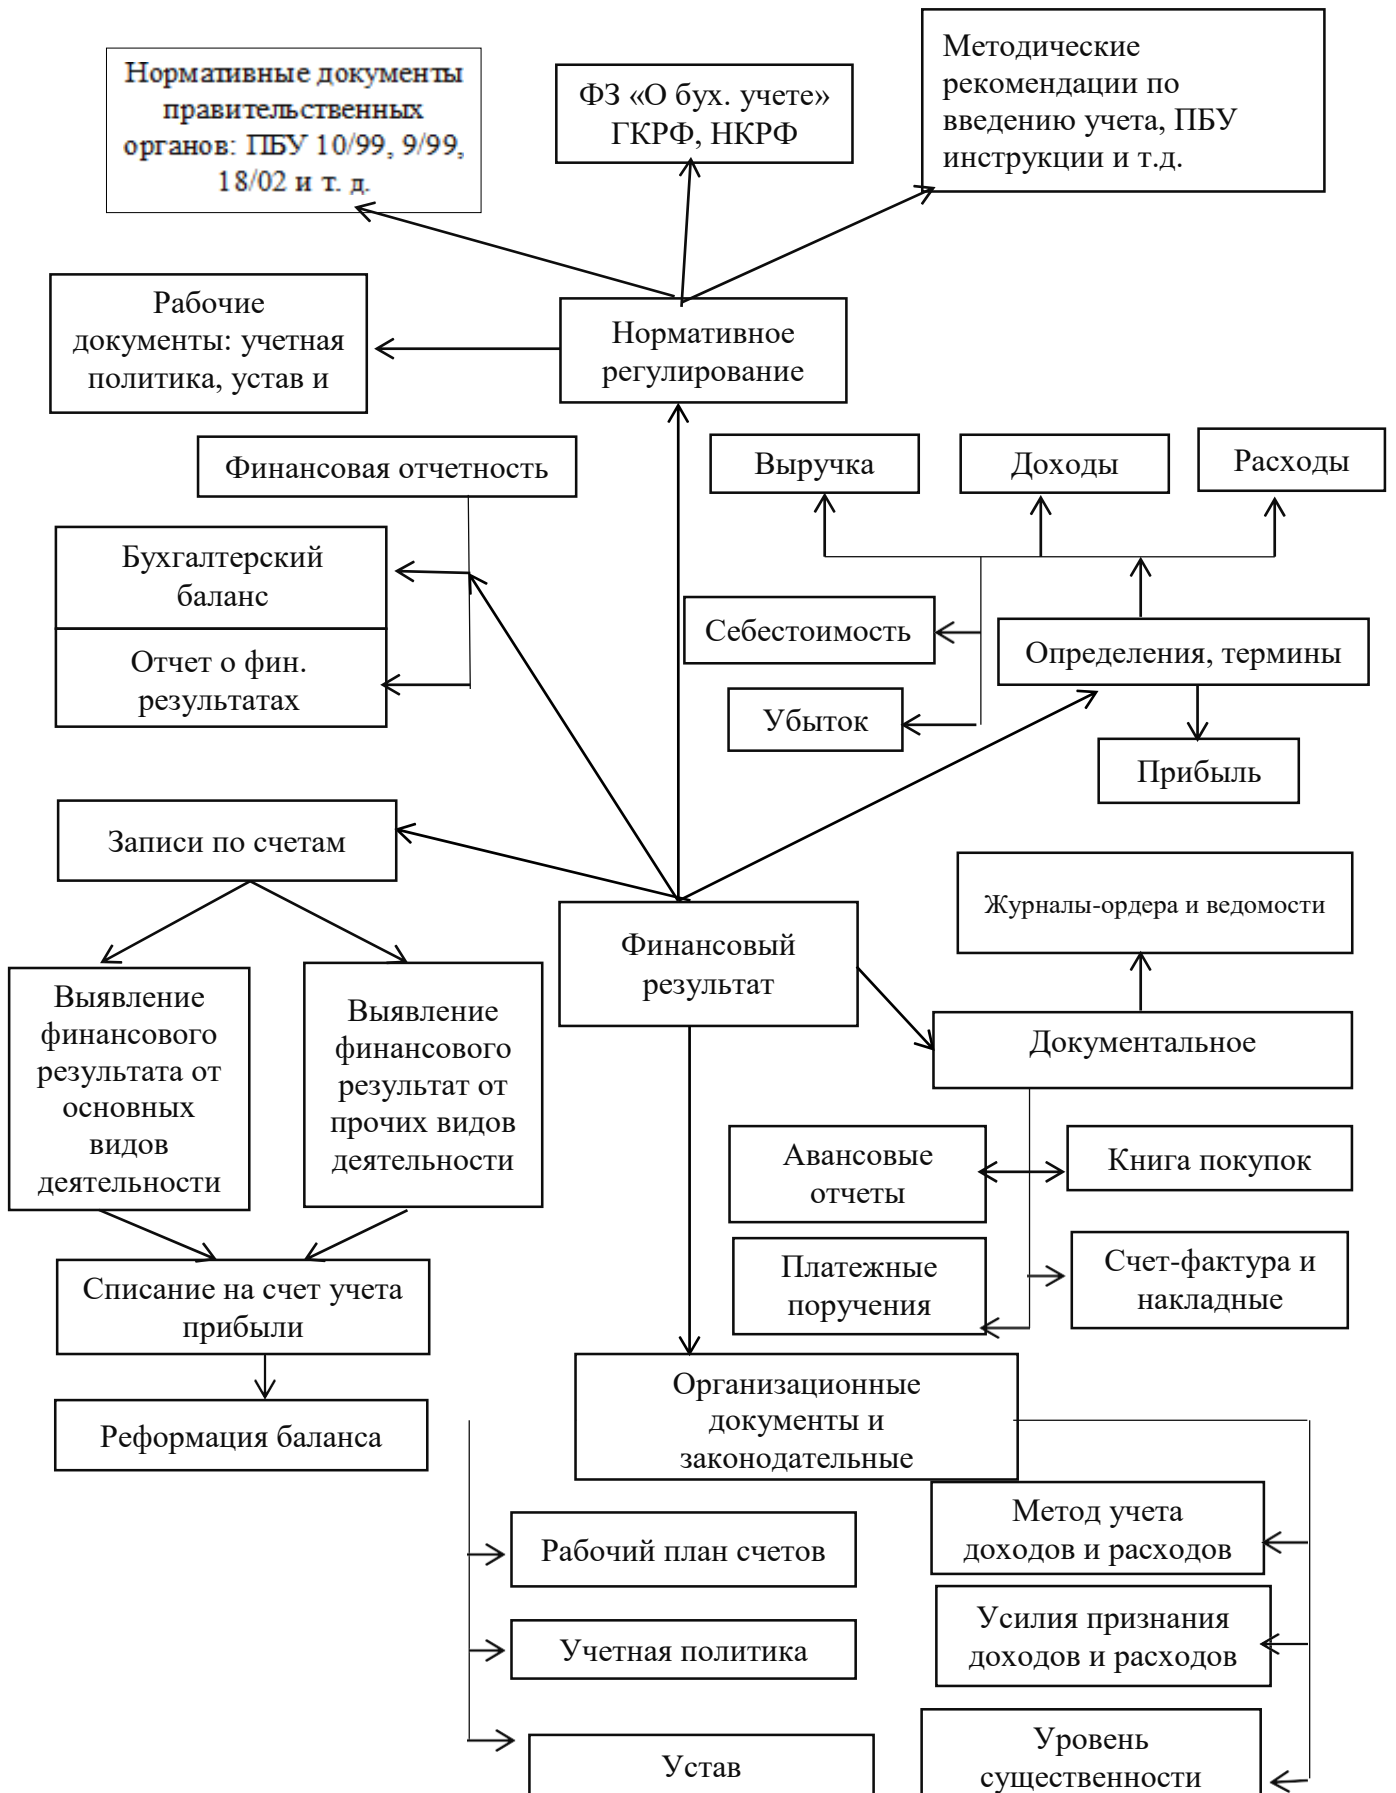 Нормативные документы
правительственных
органов: ПБУ 10/99, 9/99,
18/02 и т. д.
ФЗ «О бух. учете»
ГКРФ, НКРФ
Методические
рекомендации по
введению учета, ПБУ
инструкции и т.д.
Рабочие
документы: учетная
политика, устав и
Нормативное
регулирование
Финансовая отчетность
Выручка
Доходы
Расходы
Бухгалтерский
баланс
Отчет о фин.
результатах
Себестоимость
Определения, термины
Убыток
Прибыль
Записи по счетам
Журналы-ордера и ведомости
Финансовый
результат
Выявление
финансового
результата от
основных
видов
деятельности
Выявление
финансового
результат от
прочих видов
деятельности
Документальное
Авансовые
отчеты
Книга покупок
Платежные
поручения
Счет-фактура и
накладные
Списание на счет учета
прибыли
Организационные
документы и
законодательные
Реформация баланса
Рабочий план счетов
Метод учета
доходов и расходов
Учетная политика
Усилия признания
доходов и расходов
Устав
Уровень
существенности